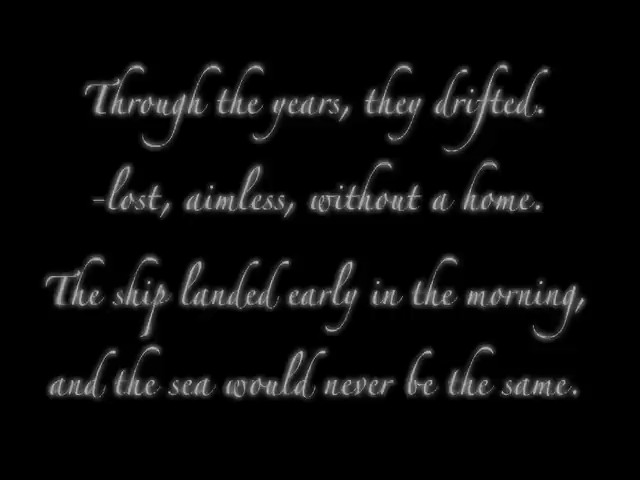 Through the years, they drifted.
-lost, aimless, without a home.
The ship landed early in the morning,
and the sea would never be the same.